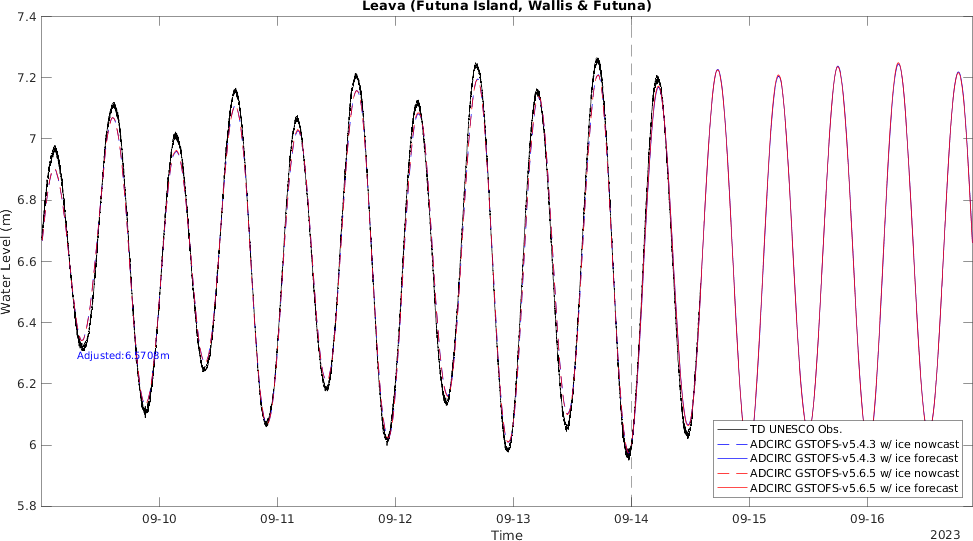 Leava (Futuna Island, Wallis & Futuna)
7.4
7.2
7
6.8
6.6
6.4
6.2
6
5.8
Water Level (m)
Adjusted:6.5703m
TD UNESCO Obs.
ADCIRC GSTOFS-v5.4.3 w/ ice nowcast
ADCIRC GSTOFS-v5.4.3 w/ ice forecast
ADCIRC GSTOFS-v5.6.5 w/ ice nowcast
ADCIRC GSTOFS-v5.6.5 w/ ice forecast
09-10 09-11 09-12 09-13 09-14 09-15 09-16
Time
2023